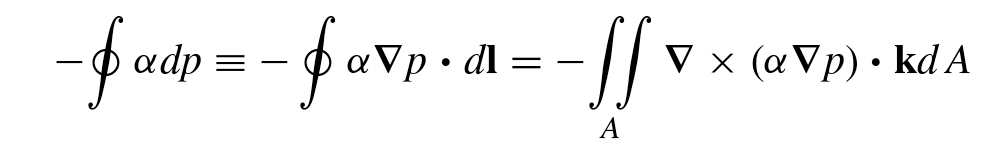 −∮ αdp ≡ −∮ α∇p • dl = −∬ ∇ × (α∇p) • kdA
A